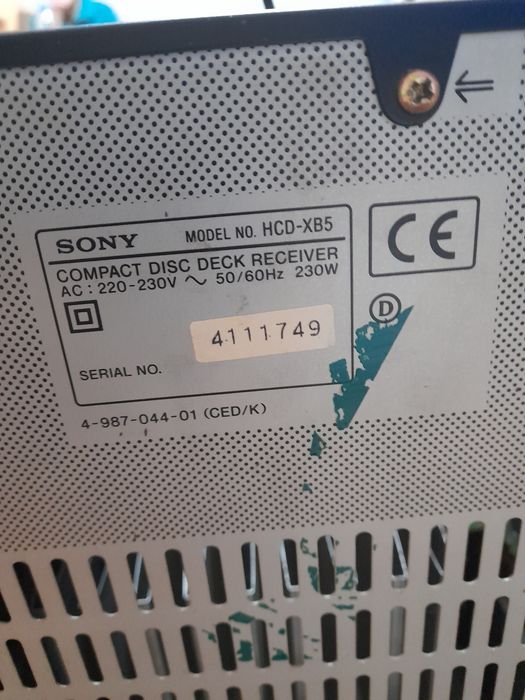 SONY MODEL NO. HCD-XB5
COMPACT DISC DECK RECEIVER
AC : 220-230V ~ 50/60Hz 230W
4111749
SERIAL NO.
4-987-044-01 (CED/K)
CE
D